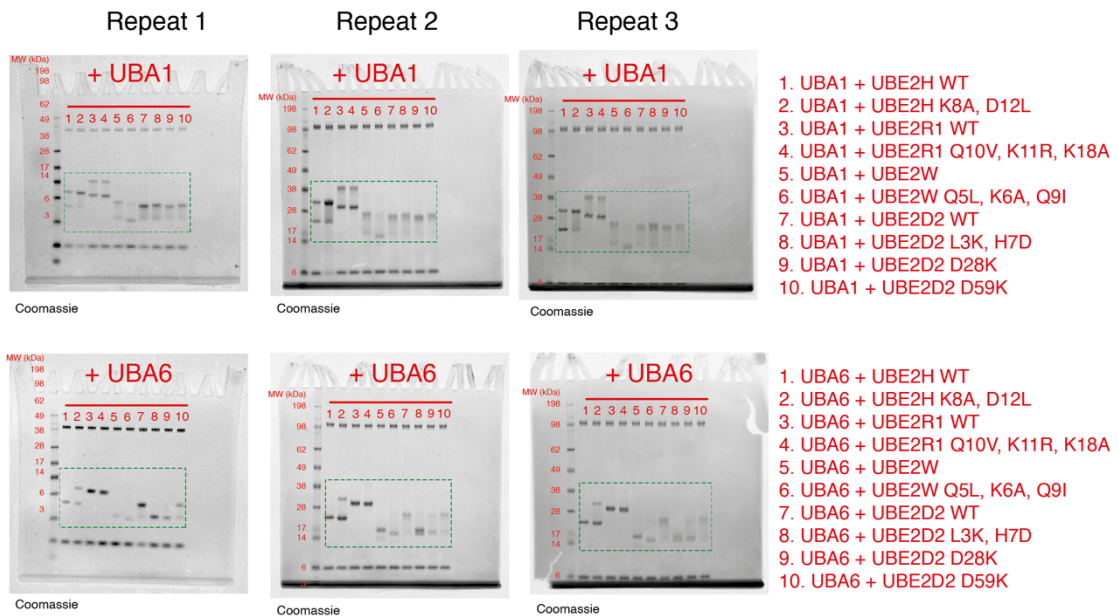 Repeat 1
Repeat 2
Repeat 3
MW (kDa)
198
98
62
49
38
28
14
6
3
+ UBA1
1 2 3 4 5 6 7 8 9 10
Coomassie
MW (kDa)
198
98
62
49
38
28
17
14
6
+ UBA1
1 2 3 4 5 6 7 8 9 10
Coomassie
MW (kDa)
198
98
62
49
38
28
17
14
6
+ UBA1
1 2 3 4 5 6 7 8 9 10
Coomassie
1. UBA1 + UBE2H WT
2. UBA1 + UBE2H K8A, D12L
3. UBA1 + UBE2R1 WT
4. UBA1 + UBE2R1 Q10V, K11R, K18A
5. UBA1 + UBE2W
6. UBA1 + UBE2W Q5L, K6A, Q9I
7. UBA1 + UBE2D2 WT
8. UBA1 + UBE2D2 L3K, H7D
9. UBA1 + UBE2D2 D28K
10. UBA1 + UBE2D2 D59K
MW (kDa)
198
98
62
49
38
28
17
14
6
3
+ UBA6
1 2 3 4 5 6 7 8 9 10
Coomassie
MW (kDa)
198
98
62
49
38
28
17
14
6
3
+ UBA6
1 2 3 4 5 6 7 8 9 10
Coomassie
MW (kDa)
198
98
62
49
38
28
17
14
6
+ UBA6
1 2 3 4 5 6 7 8 9 10
Coomassie
1. UBA6 + UBE2H WT
2. UBA6 + UBE2H K8A, D12L
3. UBA6 + UBE2R1 WT
4. UBA6 + UBE2R1 Q10V, K11R, K18A
5. UBA6 + UBE2W
6. UBA6 + UBE2W Q5L, K6A, Q9I
7. UBA6 + UBE2D2 WT
8. UBA6 + UBE2D2 L3K, H7D
9. UBA6 + UBE2D2 D28K
10. UBA6 + UBE2D2 D59K